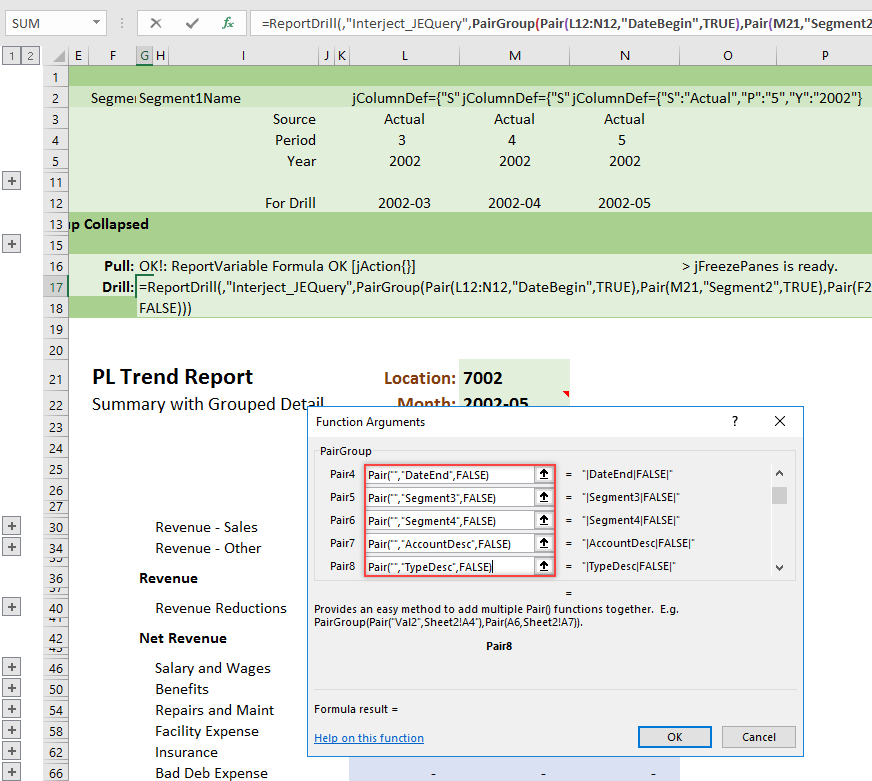 SUM
=ReportDrill(,"Interject_JEQuery",PairGroup(Pair(L12:N12,"DateBegin",TRUE),Pair(M21,"Segment2
1 2 E F G H I J K L M N O P
1
2 Segme Segment1Name jColumnDef={"S" jColumnDef={"S" jColumnDef={"S":"Actual","P":"5","Y":"2002"}
3 Source Actual Actual Actual
4 Period 3 4 5
5 Year 2002 2002 2002
11
12 For Drill 2002-03 2002-04 2002-05
13 up Collapsed
15
16 Pull: OK!: ReportVariable Formula OK [jAction{}] > jFreezePanes is ready.
17 Drill: =ReportDrill(,"Interject_JEQuery",PairGroup(Pair(L12:N12,"DateBegin",TRUE),Pair(M21,"Segment2",TRUE),Pair(F2
18 FALSE)))
19
20
21 PL Trend Report Location: 7002
22 Summary with Grouped Detail Month: 2002-05
23
24
25
26
27
30 Revenue - Sales
34 Revenue - Other
35
36 Revenue
37
40 Revenue Reductions
41
42 Net Revenue
43
46 Salary and Wages
50 Benefits
54 Repairs and Maint
58 Facility Expense
62 Insurance
66 Bad Deb Expense - - -
Function Arguments ?
PairGroup
Pair4 Pair("","DateEnd",FALSE) = "|DateEnd|FALSE|"
Pair5 Pair("","Segment3",FALSE) = "|Segment3|FALSE|"
Pair6 Pair("","Segment4",FALSE) = "|Segment4|FALSE|"
Pair7 Pair("","AccountDesc",FALSE) = "|AccountDesc|FALSE|"
Pair8 Pair("","TypeDesc",FALSE) = "|TypeDesc|FALSE|"
=
Provides an easy method to add multiple Pair() functions together. E.g.
PairGroup(Pair("Val2",Sheet2!A4"),Pair(A6,Sheet2!A7)).
Pair8
Formula result =
Help on this function
OK Cancel